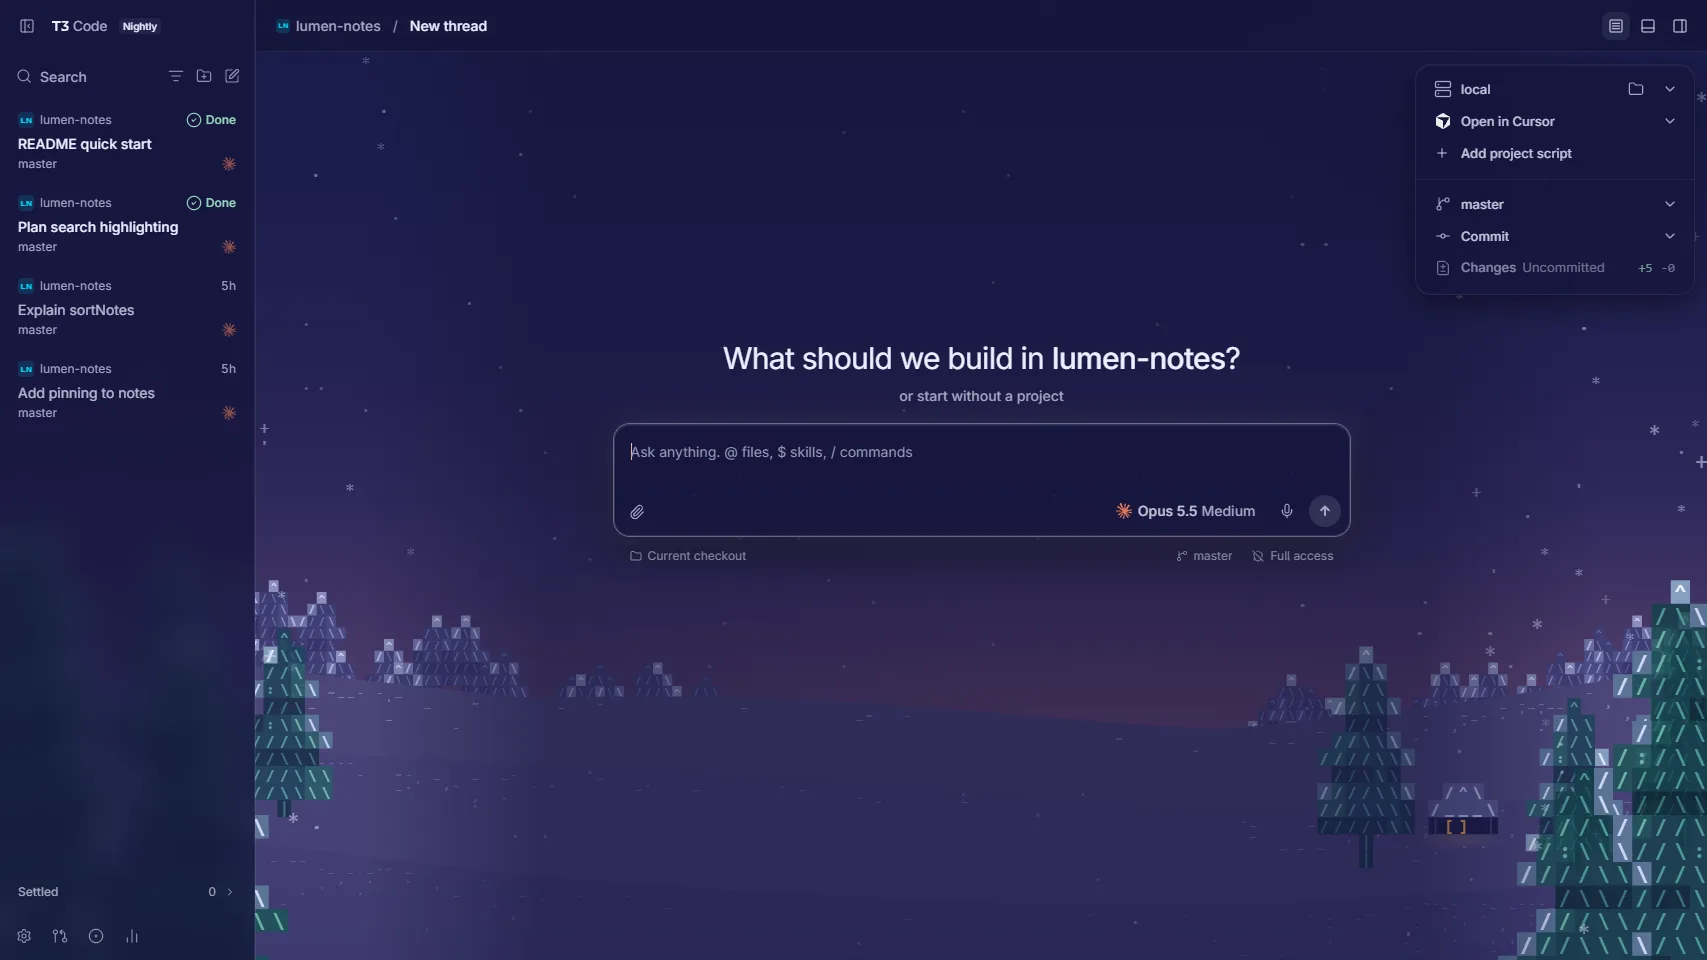 T3 Code Nightly
Search
LN lumen-notes Done
README quick start
master
LN lumen-notes Done
Plan search highlighting
master
LN lumen-notes 5h
Explain sortNotes
master
LN lumen-notes 5h
Add pinning to notes
master
Settled 0
LN lumen-notes / New thread
local
Open in Cursor
Add project script
master
Commit
Changes Uncommitted +5 -0
What should we build in lumen-notes?
or start without a project
Ask anything. @ files, $ skills, / commands
Opus 5.5 Medium
Current checkout
master Full access